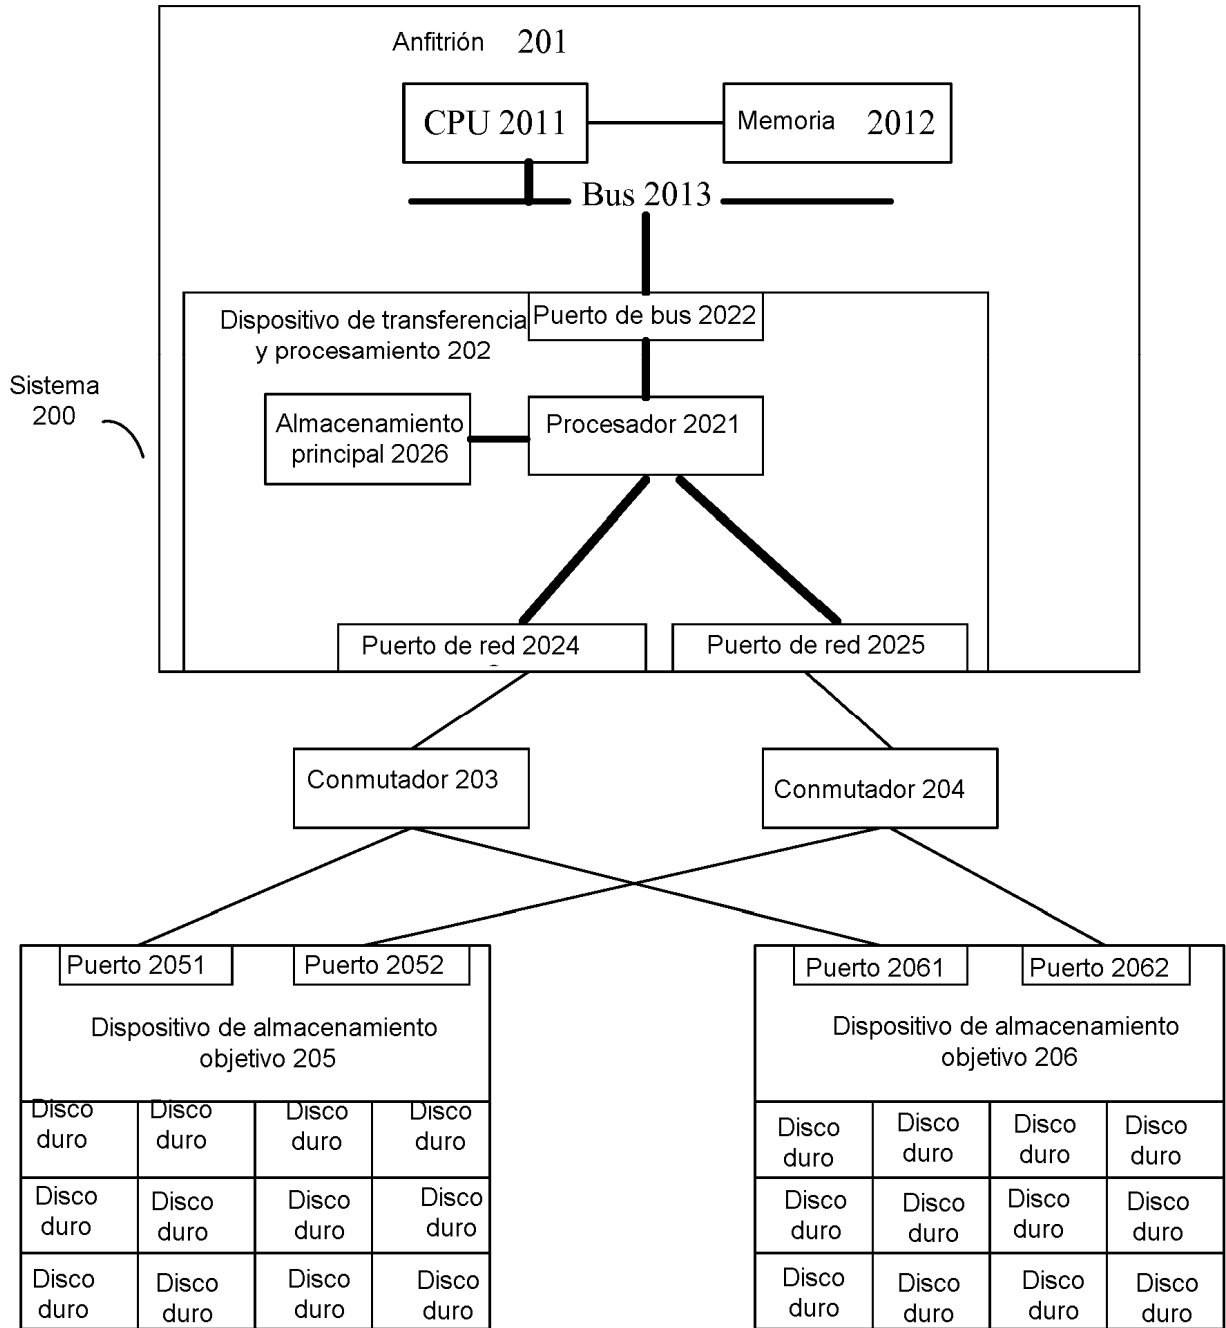 Anfitrión 201
CPU 2011
Memoria 2012
Bus 2013
Puerto de bus 2022
Dispositivo de transferencia
y procesamiento 202
Sistema
200
Almacenamiento
principal 2026
Procesador 2021
Puerto de red 2024
Puerto de red 2025
Conmutador 203
Conmutador 204
Puerto 2051
Puerto 2052
Puerto 2061
Puerto 2062
Dispositivo de almacenamiento
objetivo 205
Dispositivo de almacenamiento
objetivo 206
Disco
duro
Disco
duro
Disco
duro
Disco
duro
Disco
duro
Disco
duro
Disco
duro
Disco
duro
Disco
duro
Disco
duro
Disco
duro
Disco
duro
Disco
duro
Disco
duro
Disco
duro
Disco
duro
Disco
duro
Disco
duro
Disco
duro
Disco
duro
Disco
duro
Disco
duro
Disco
duro
Disco
duro